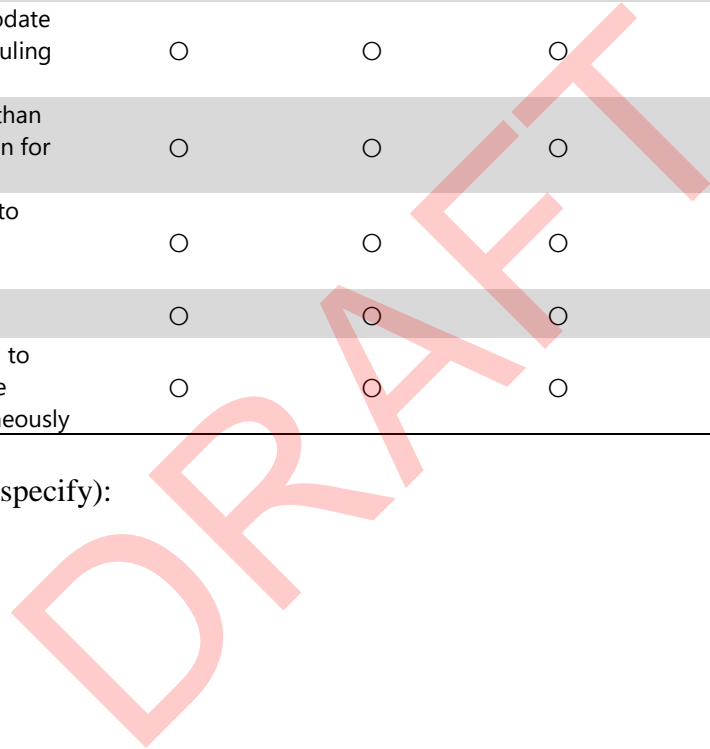 odate
uling
than
n for
to
to
e
neously
specify):
DRAFT